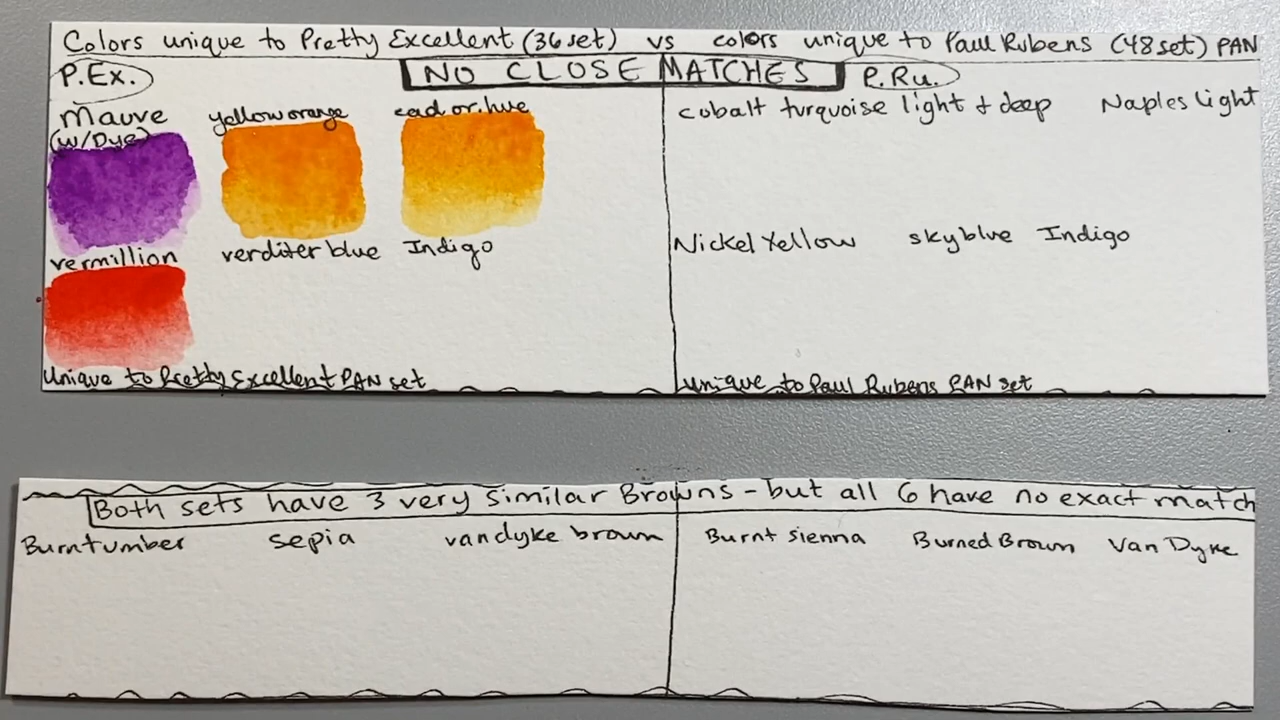 Colors unique to Pretty Excellent (36 set) vs colors unique to Paul Rubens (48 set) PAN
P.Ex. NO CLOSE MATCHES P.Ru.
Mauve (w/Dye) yellow orange cad or. hue
cobalt turquoise light & deep Naples Light
vermillion verditer blue Indigo
Nickel Yellow sky blue Indigo
Unique to Pretty Excellent PAN set
unique to Paul Rubens PAN set
Both sets have 3 very similar Browns - but all 6 have no exact match
Burnt umber sepia vandyke brown Burnt sienna Burned Brown Van Dyke